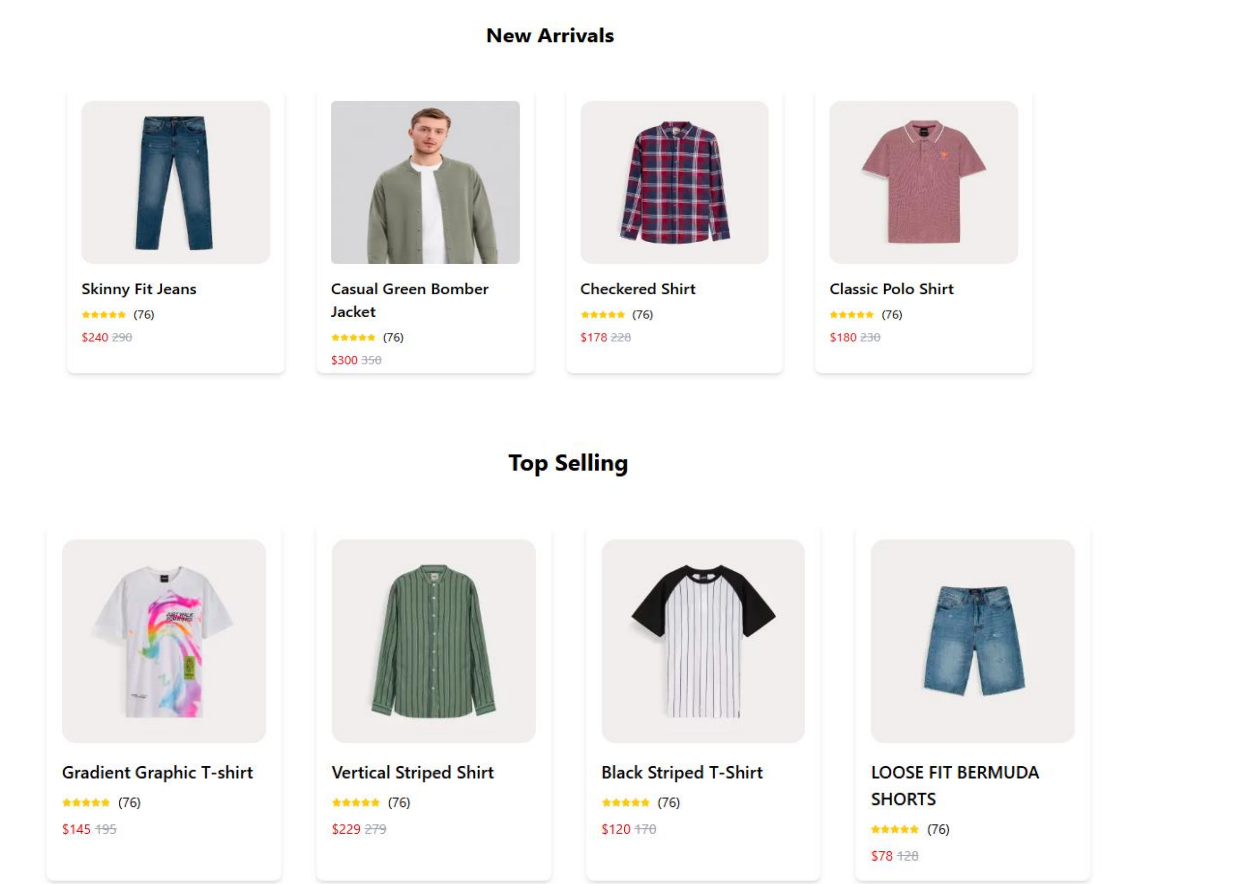 New Arrivals
Skinny Fit Jeans
(76)
$240 290
Casual Green Bomber
Jacket
(76)
$300 350
Checkered Shirt
(76)
$178 228
Classic Polo Shirt
(76)
$180 230
Top Selling
Gradient Graphic T-shirt
(76)
$145 195
Vertical Striped Shirt
(76)
$229 279
Black Striped T-Shirt
(76)
$120 170
LOOSE FIT BERMUDA
SHORTS
(76)
$78 128